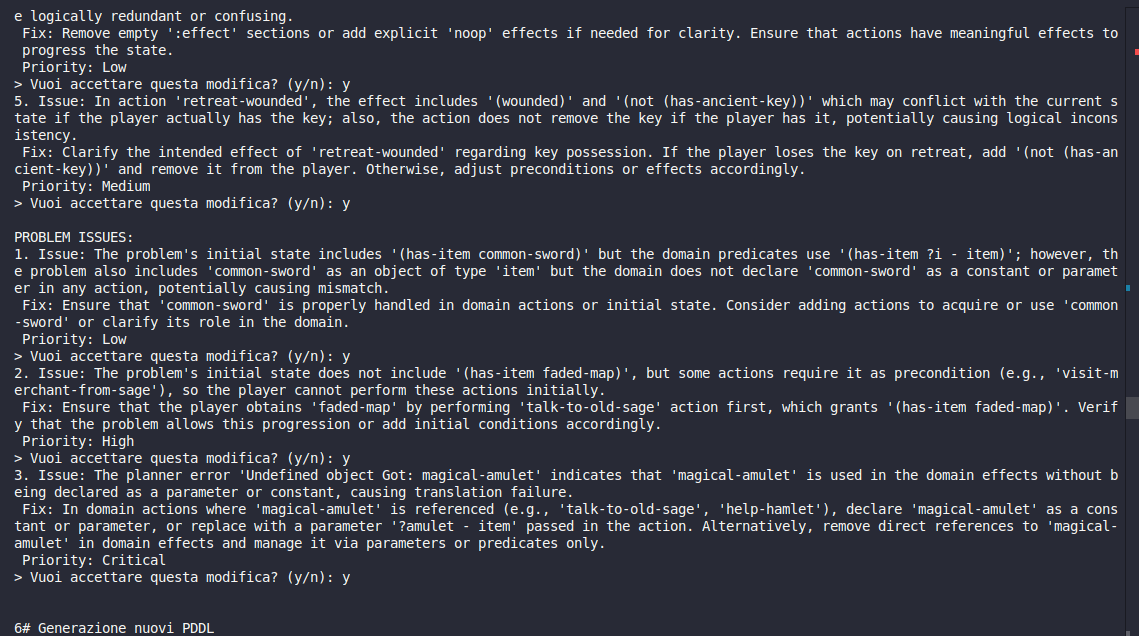 e logically redundant or confusing.
 Fix: Remove empty ':effect' sections or add explicit 'noop' effects if needed for clarity. Ensure that actions have meaningful effects to
 progress the state.
 Priority: Low
> Vuoi accettare questa modifica? (y/n): y
5. Issue: In action 'retreat-wounded', the effect includes '(wounded)' and '(not (has-ancient-key))' which may conflict with the current s
tate if the player actually has the key; also, the action does not remove the key if the player has it, potentially causing logical incons
istency.
 Fix: Clarify the intended effect of 'retreat-wounded' regarding key possession. If the player loses the key on retreat, add '(not (has-an
cient-key))' and remove it from the player. Otherwise, adjust preconditions or effects accordingly.
 Priority: Medium
> Vuoi accettare questa modifica? (y/n): y

PROBLEM ISSUES:
1. Issue: The problem's initial state includes '(has-item common-sword)' but the domain predicates use '(has-item ?i - item)'; however, th
e problem also includes 'common-sword' as an object of type 'item' but the domain does not declare 'common-sword' as a constant or paramet
er in any action, potentially causing mismatch.
 Fix: Ensure that 'common-sword' is properly handled in domain actions or initial state. Consider adding actions to acquire or use 'common
-sword' or clarify its role in the domain.
 Priority: Low
> Vuoi accettare questa modifica? (y/n): y
2. Issue: The problem's initial state does not include '(has-item faded-map)', but some actions require it as precondition (e.g., 'visit-m
erchant-from-sage'), so the player cannot perform these actions initially.
 Fix: Ensure that the player obtains 'faded-map' by performing 'talk-to-old-sage' action first, which grants '(has-item faded-map)'. Verif
y that the problem allows this progression or add initial conditions accordingly.
 Priority: High
> Vuoi accettare questa modifica? (y/n): y
3. Issue: The planner error 'Undefined object Got: magical-amulet' indicates that 'magical-amulet' is used in the domain effects without b
eing declared as a parameter or constant, causing translation failure.
 Fix: In domain actions where 'magical-amulet' is referenced (e.g., 'talk-to-old-sage', 'help-hamlet'), declare 'magical-amulet' as a cons
tant or parameter, or replace with a parameter '?amulet - item' passed in the action. Alternatively, remove direct references to 'magical-
amulet' in domain effects and manage it via parameters or predicates only.
 Priority: Critical
> Vuoi accettare questa modifica? (y/n): y

6# Generazione nuovi PDDL